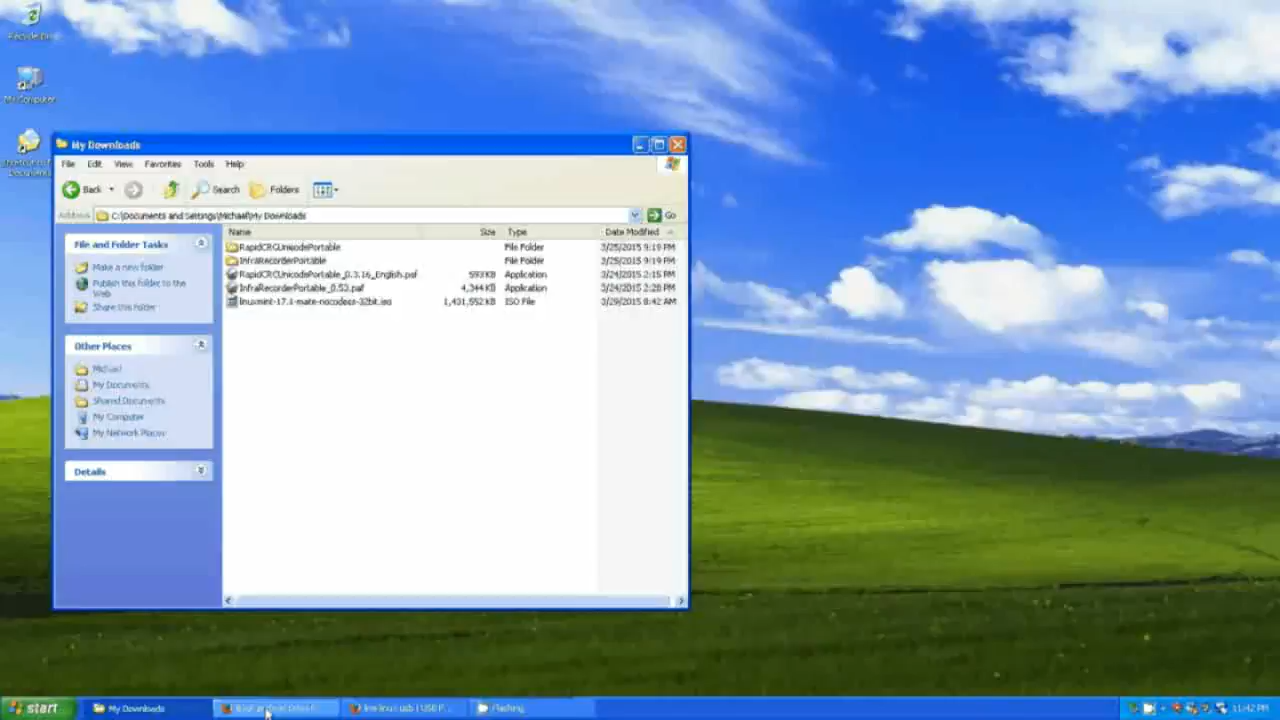 Recycle Bin
My Computer
My Downloads
File Edit View Favorites Tools Help
Back Search Folders
Address C:\Documents and Settings\Michael\My Downloads Go
Name Size Type Date Modified
File and Folder Tasks
Make a new folder
Publish this folder to the
Web
Share this folder
Other Places
Michael
My Documents
Shared Documents
My Computer
My Network Places
Details
RapidCRCUnicodePortable File Folder 3/25/2015 9:19 PM
InfraRecorderPortable File Folder 3/25/2015 9:19 PM
RapidCRCUnicodePortable_0.3.16_English.paf 593 KB Application 3/24/2015 2:15 PM
InfraRecorderPortable_0.53.paf 4,344 KB Application 3/24/2015 2:28 PM
linuxmint-17.1-mate-nocodecs-32bit.iso 1,431,552 KB ISO File 3/29/2015 8:42 AM
start My Downloads live linux usb | USB P... Flashing 11:42 PM